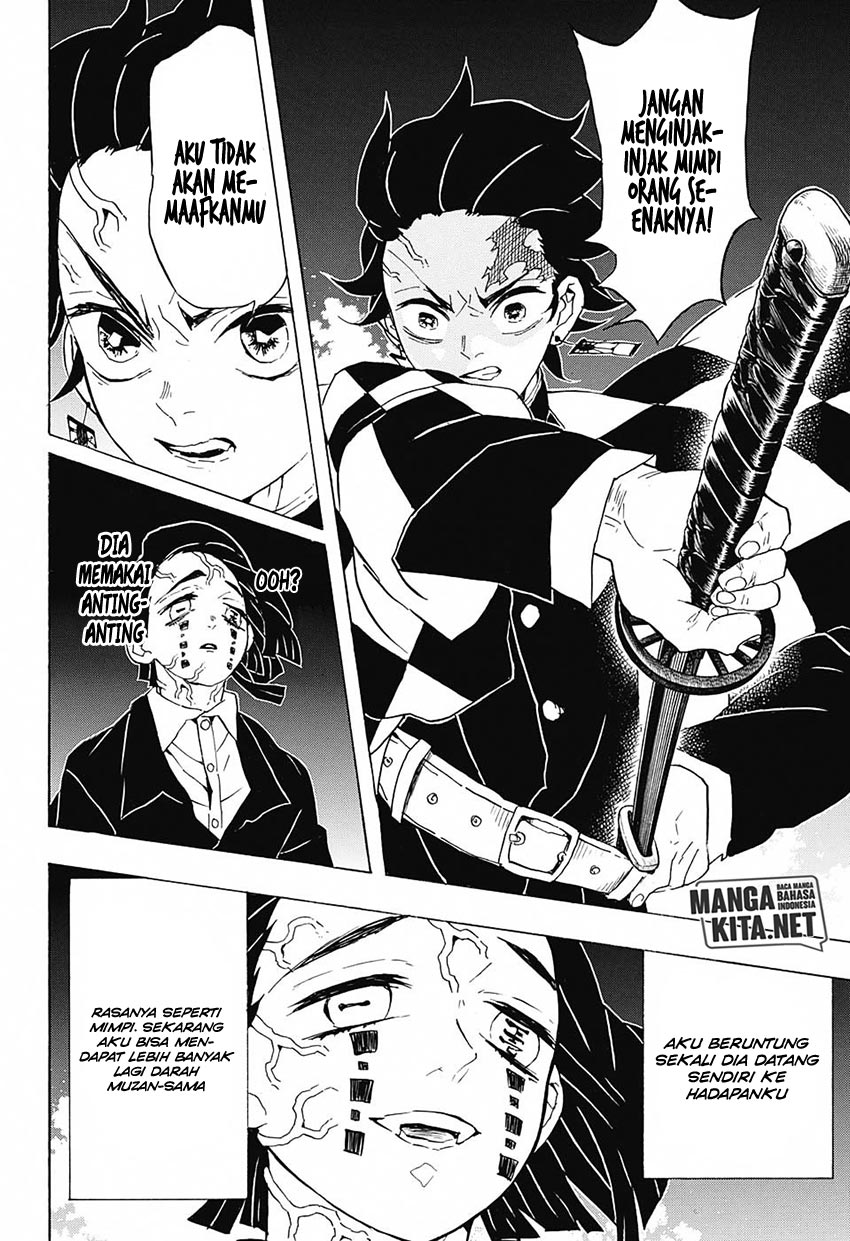 JANGAN
MENGINJAK-
INJAK MIMPI
ORANG SE-
ENAKNYA!
AKU TIDAK
AKAN ME-
MAAFKANMU
OOH?
DIA
MEMAKAI
ANTING-
ANTING
MANGA
KITA.NET
BACA MANGA
BAHASA
INDONESIA
AKU BERUNTUNG
SEKALI DIA DATANG
SENDIRI KE
HADAPANKU
RASANYA SEPERTI
MIMPI. SEKARANG
AKU BISA MEN-
DAPAT LEBIH BANYAK
LAGI DARAH
MUZAN-SAMA